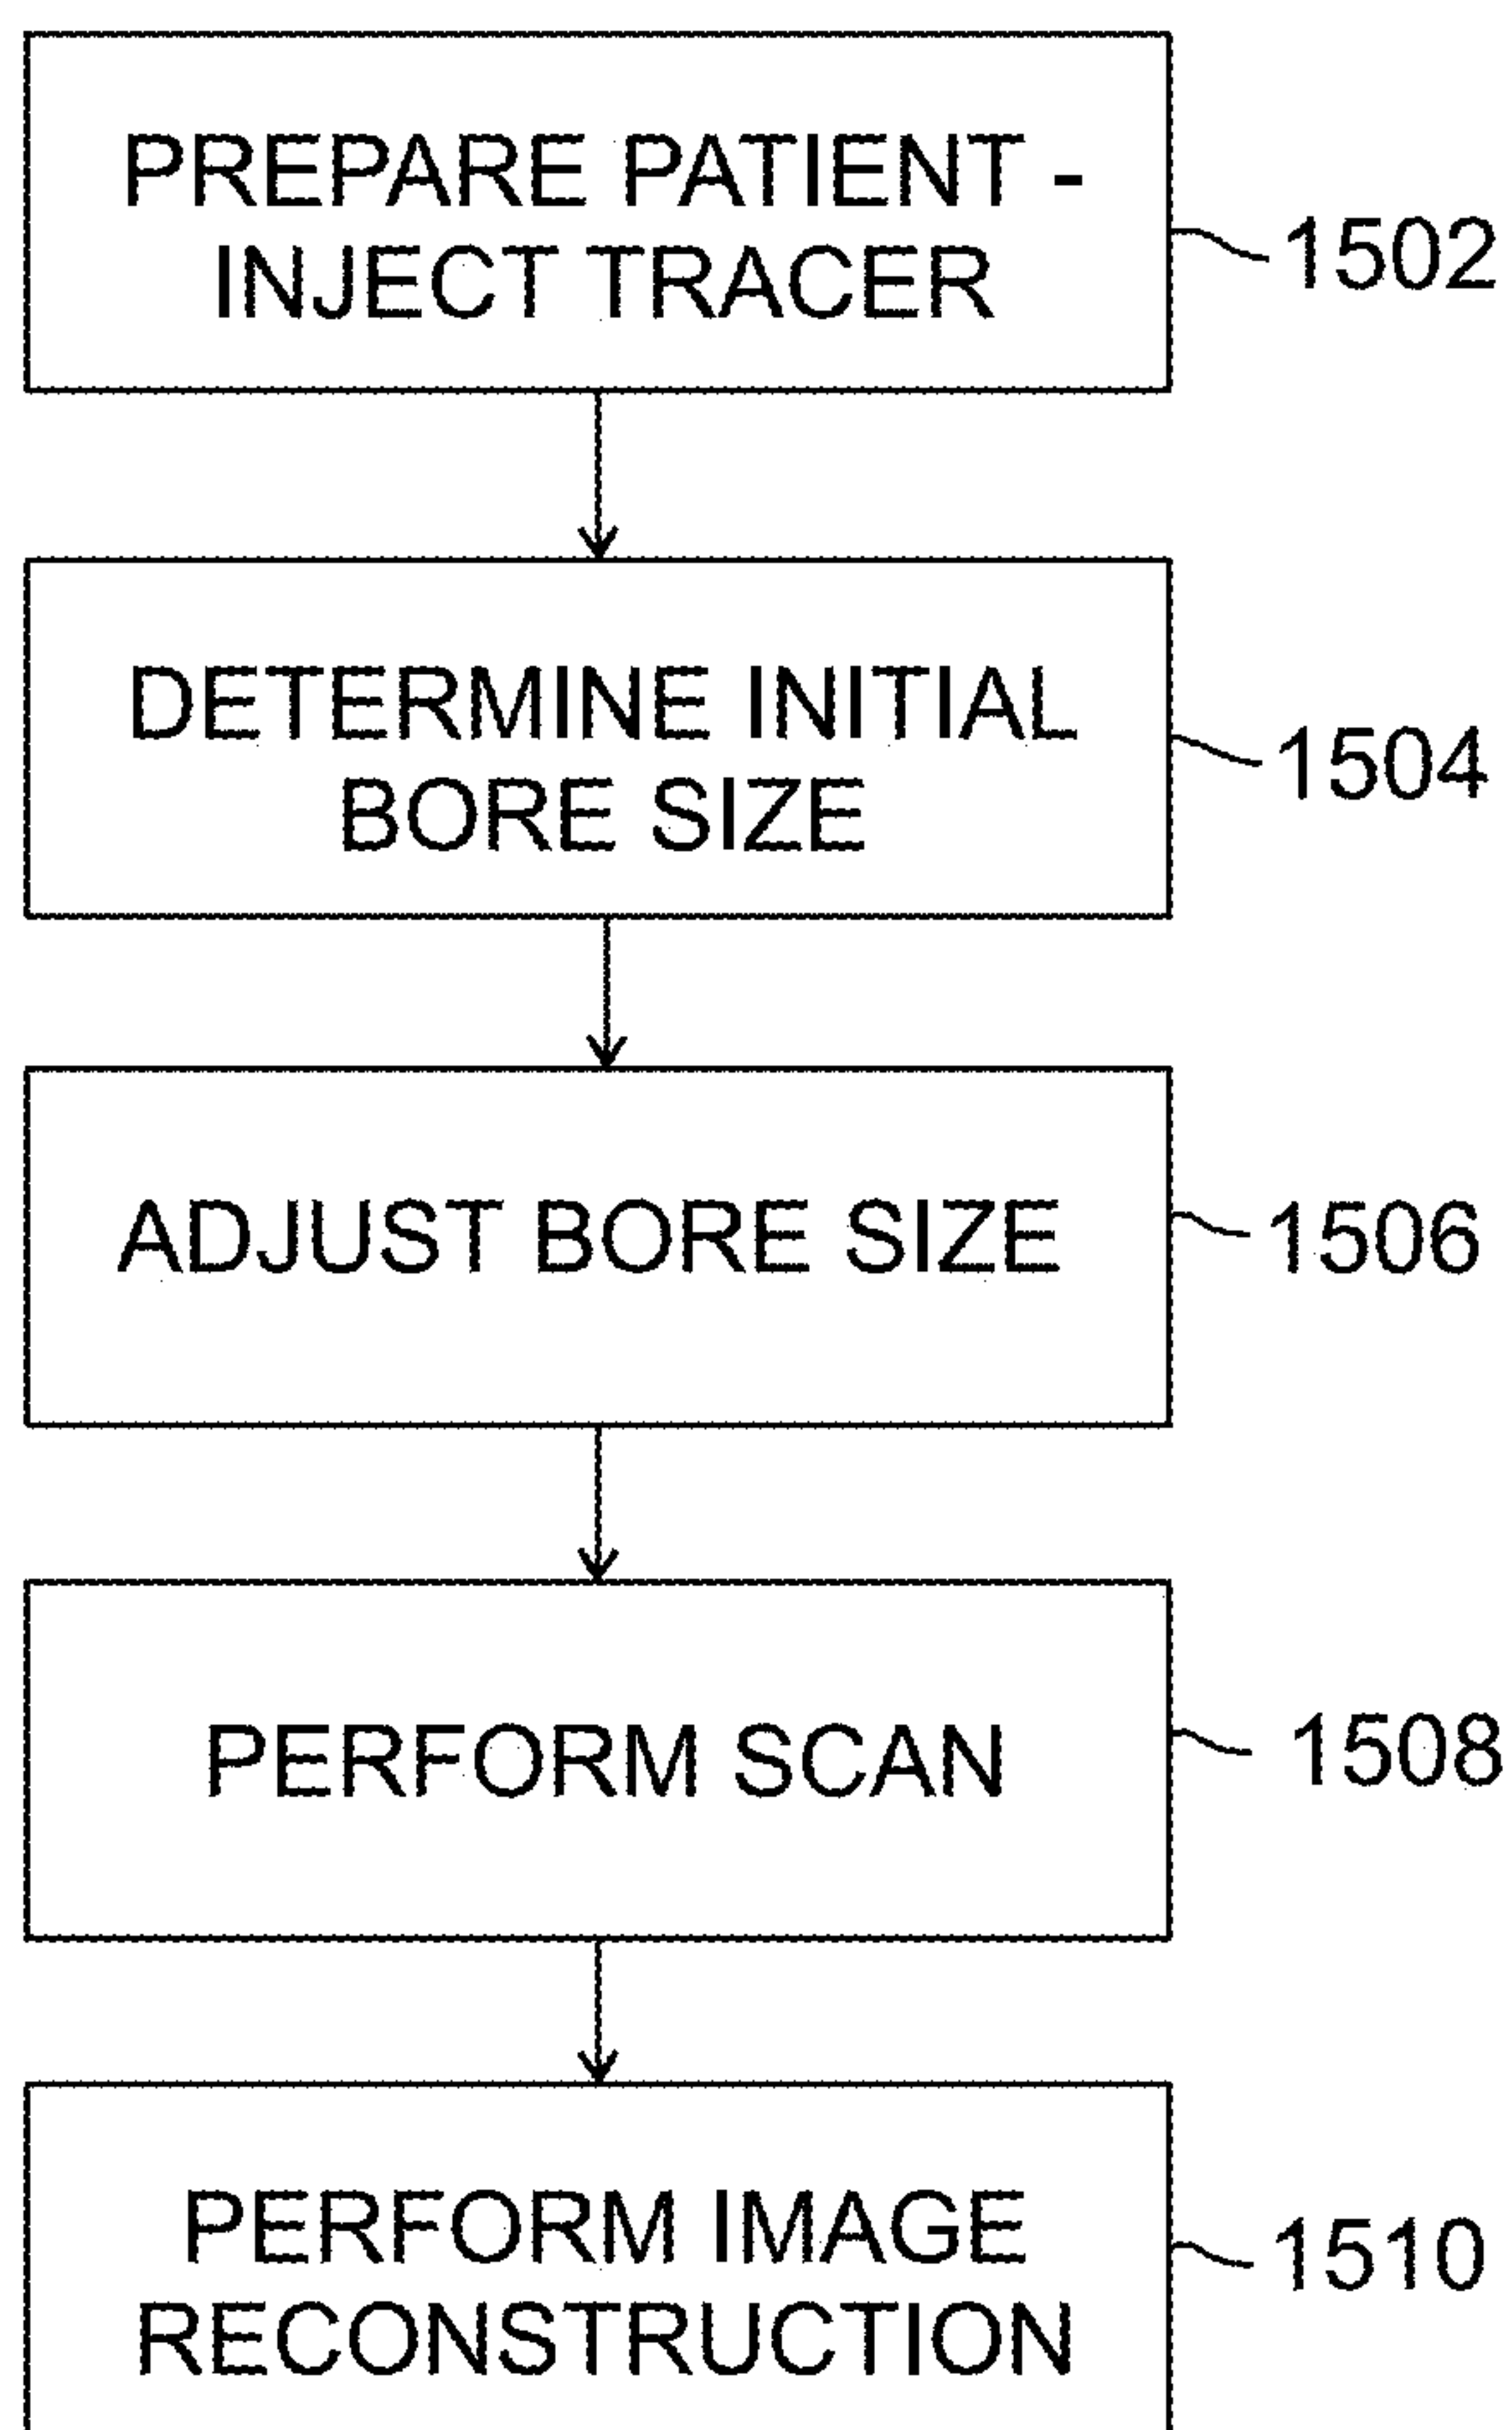 PREPARE PATIENT -
INJECT TRACER
1502
DETERMINE INITIAL
BORE SIZE
1504
ADJUST BORE SIZE
1506
PERFORM SCAN
1508
PERFORM IMAGE
RECONSTRUCTION
1510